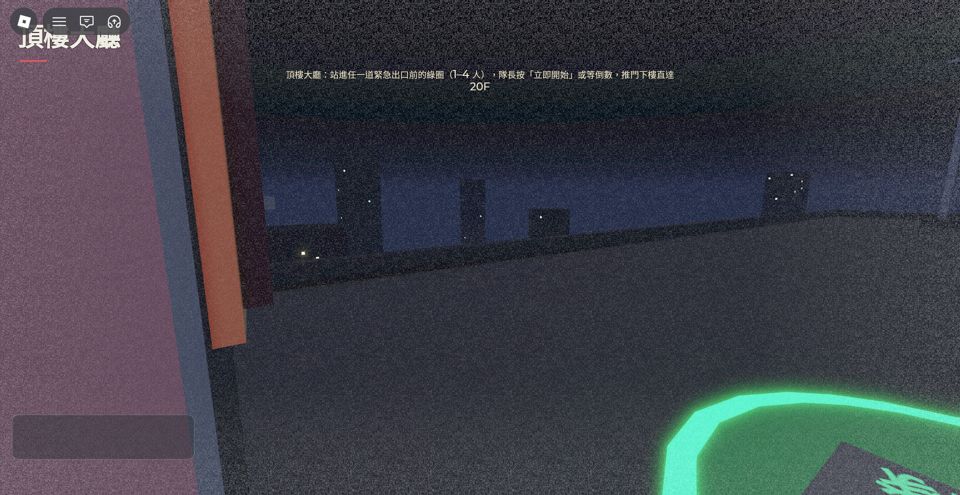 頂樓大廳
頂樓大廳：站進任一道緊急出口前的綠圈（1–4 人），隊長按「立即開始」或等倒數，推門下樓直達
20F